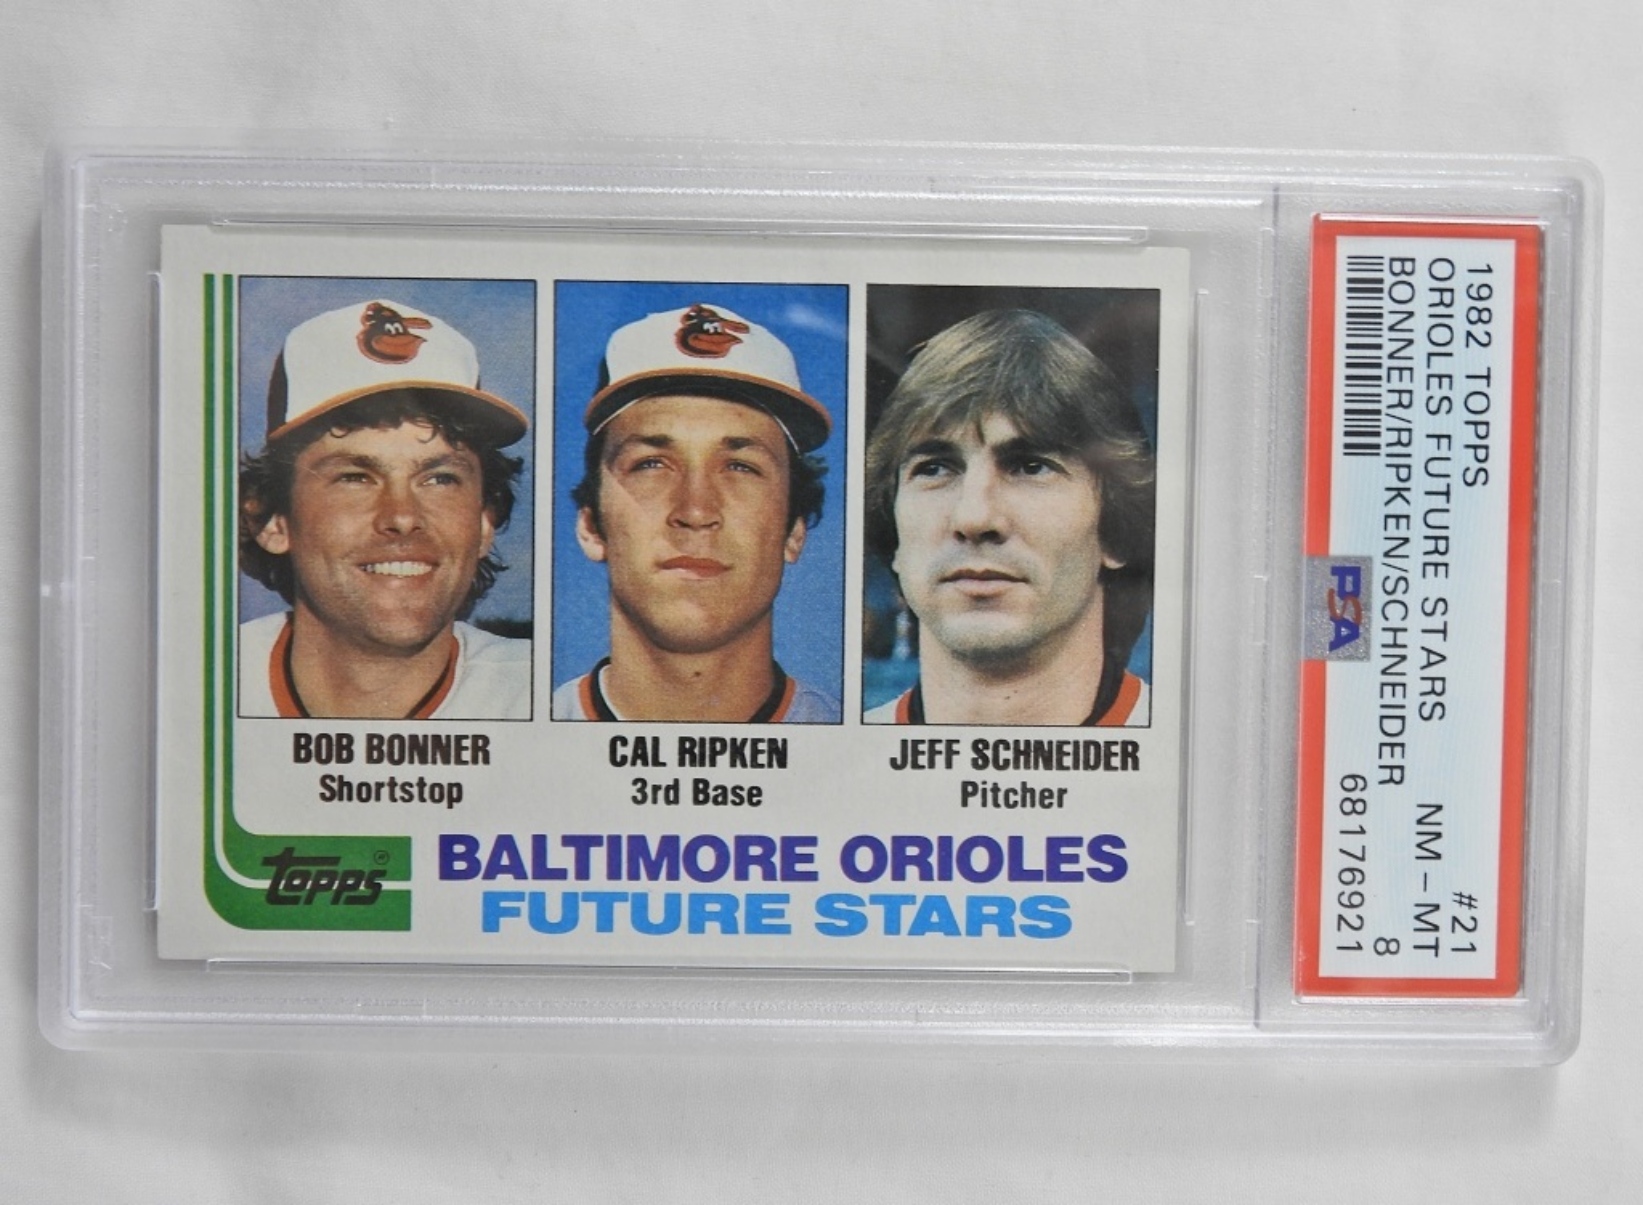 BOB BONNER
Shortstop
CAL RIPKEN
3rd Base
JEFF SCHNEIDER
Pitcher
topps®
BALTIMORE ORIOLES
FUTURE STARS
1982 TOPPS #21
ORIOLES FUTURE STARS NM - MT
BONNER/RIPKEN/SCHNEIDER 8
68176921
PSA